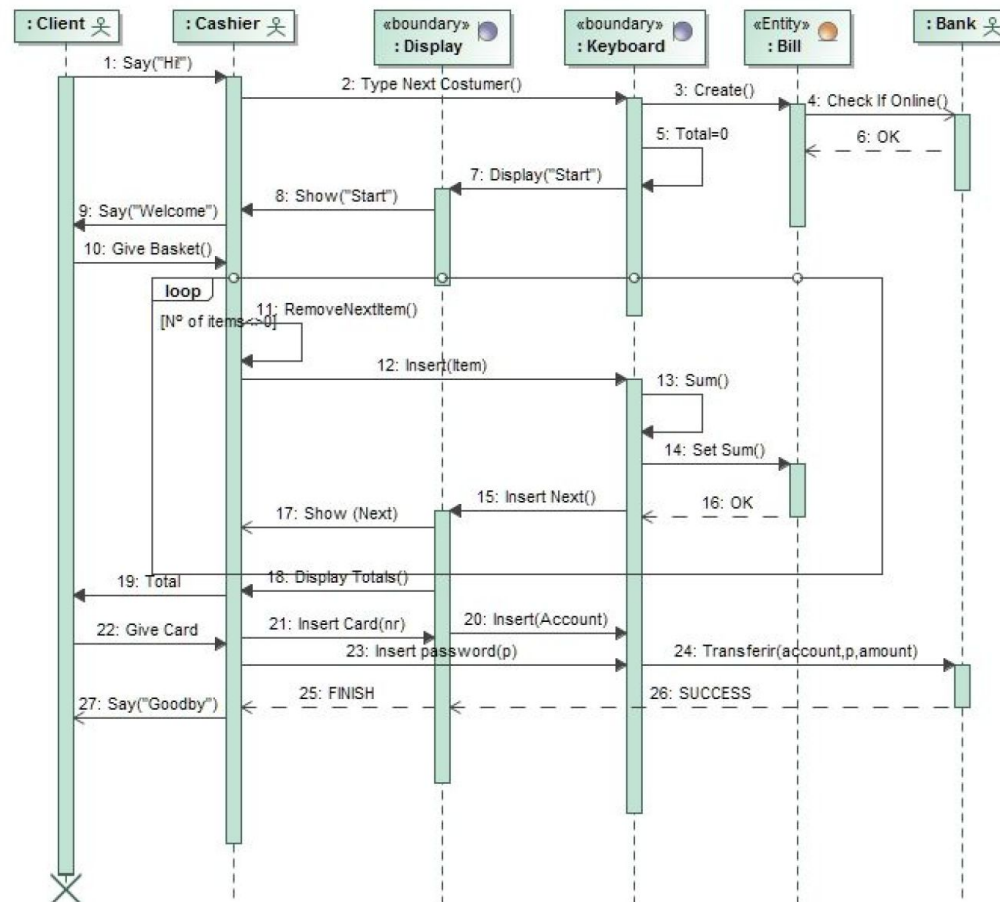 : Client
: Cashier
«boundary»
: Display
«boundary»
: Keyboard
«Entity»
: Bill
: Bank
1: Say("Hi!")
2: Type Next Costumer()
3: Create()
4: Check If Online()
5: Total=0
6: OK
7: Display("Start")
8: Show("Start")
9: Say("Welcome")
10: Give Basket()
loop
[Nº of items<>0]
11: RemoveNextItem()
12: Insert(Item)
13: Sum()
14: Set Sum()
15: Insert Next()
16: OK
17: Show (Next)
18: Display Totals()
19: Total
20: Insert(Account)
21: Insert Card(nr)
22: Give Card
23: Insert password(p)
24: Transferir(account,p,amount)
25: FINISH
26: SUCCESS
27: Say("Goodby")